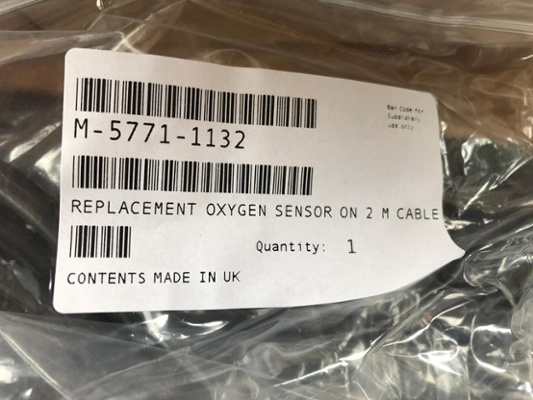 Bar Code for
Subsidiary
use only.
M-5771-1132
REPLACEMENT OXYGEN SENSOR ON 2 M CABLE
Quantity: 1
CONTENTS MADE IN UK